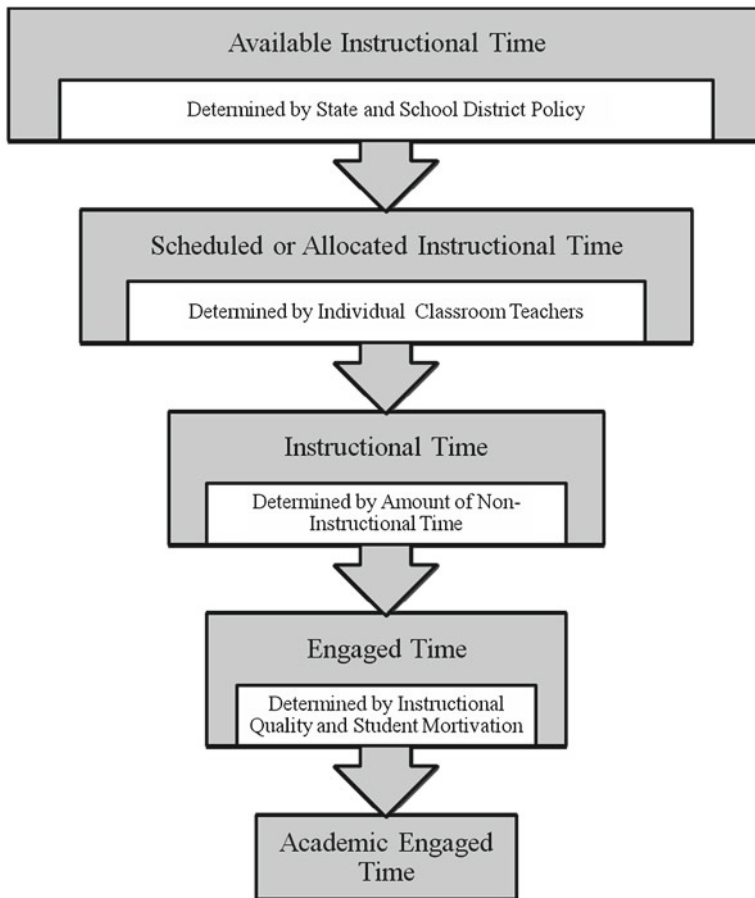 Available Instructional Time
Determined by State and School District Policy
Scheduled or Allocated Instructional Time
Determined by Individual Classroom Teachers
Instructional Time
Determined by Amount of Non-
Instructional Time
Engaged Time
Determined by Instructional
Quality and Student Mortivation
Academic Engaged
Time